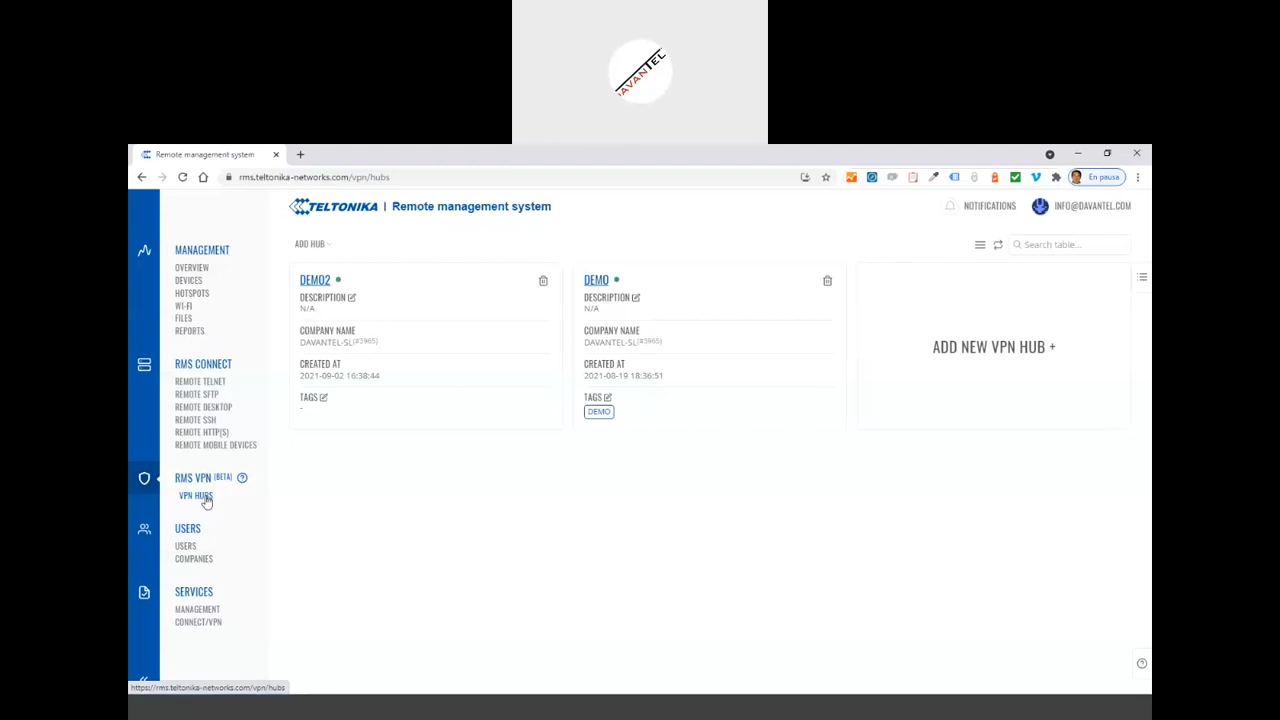 DAVANTEL
Remote management system
rms.teltonika-networks.com/vpn/hubs
En pausa
TELTONIKA | Remote management system
NOTIFICATIONS
INFO@DAVANTEL.COM
MANAGEMENT
OVERVIEW
DEVICES
HOTSPOTS
WI-FI
FILES
REPORTS
RMS CONNECT
REMOTE TELNET
REMOTE SFTP
REMOTE DESKTOP
REMOTE SSH
REMOTE HTTP(S)
REMOTE MOBILE DEVICES
RMS VPN (BETA)
VPN HUBS
USERS
USERS
COMPANIES
SERVICES
MANAGEMENT
CONNECT/VPN
ADD HUB
Search table...
DEMO2
DESCRIPTION
N/A
COMPANY NAME
DAVANTEL-SL(#3965)
CREATED AT
2021-09-02 16:38:44
TAGS
-
DEMO
DESCRIPTION
N/A
COMPANY NAME
DAVANTEL-SL(#3965)
CREATED AT
2021-08-19 18:36:51
TAGS
DEMO
ADD NEW VPN HUB +
https://rms.teltonika-networks.com/vpn/hubs